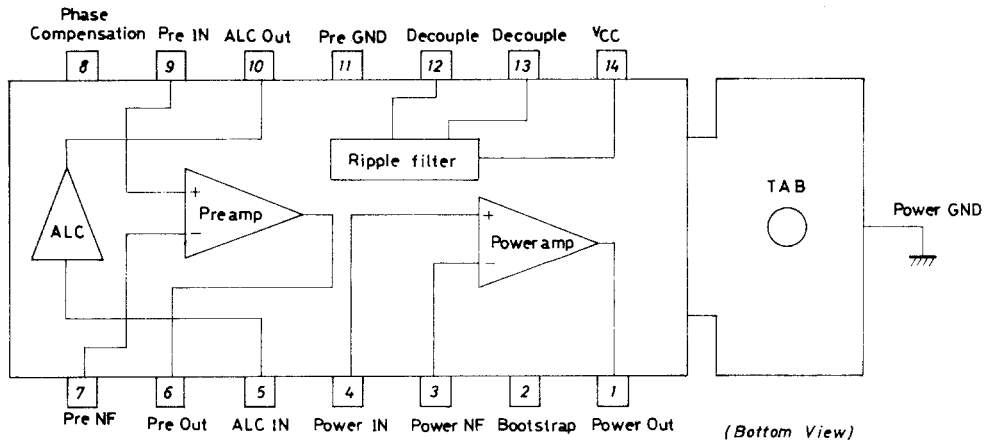 Phase
Compensation Pre IN ALC Out Pre GND Decouple Decouple VCC
8 9 10 11 12 13 14
Ripple filter
+
Preamp
−
ALC
+
Power amp
−
TAB
Power GND
7 6 5 4 3 2 1
Pre NF Pre Out ALC IN Power IN Power NF Bootstrap Power Out
(Bottom View)